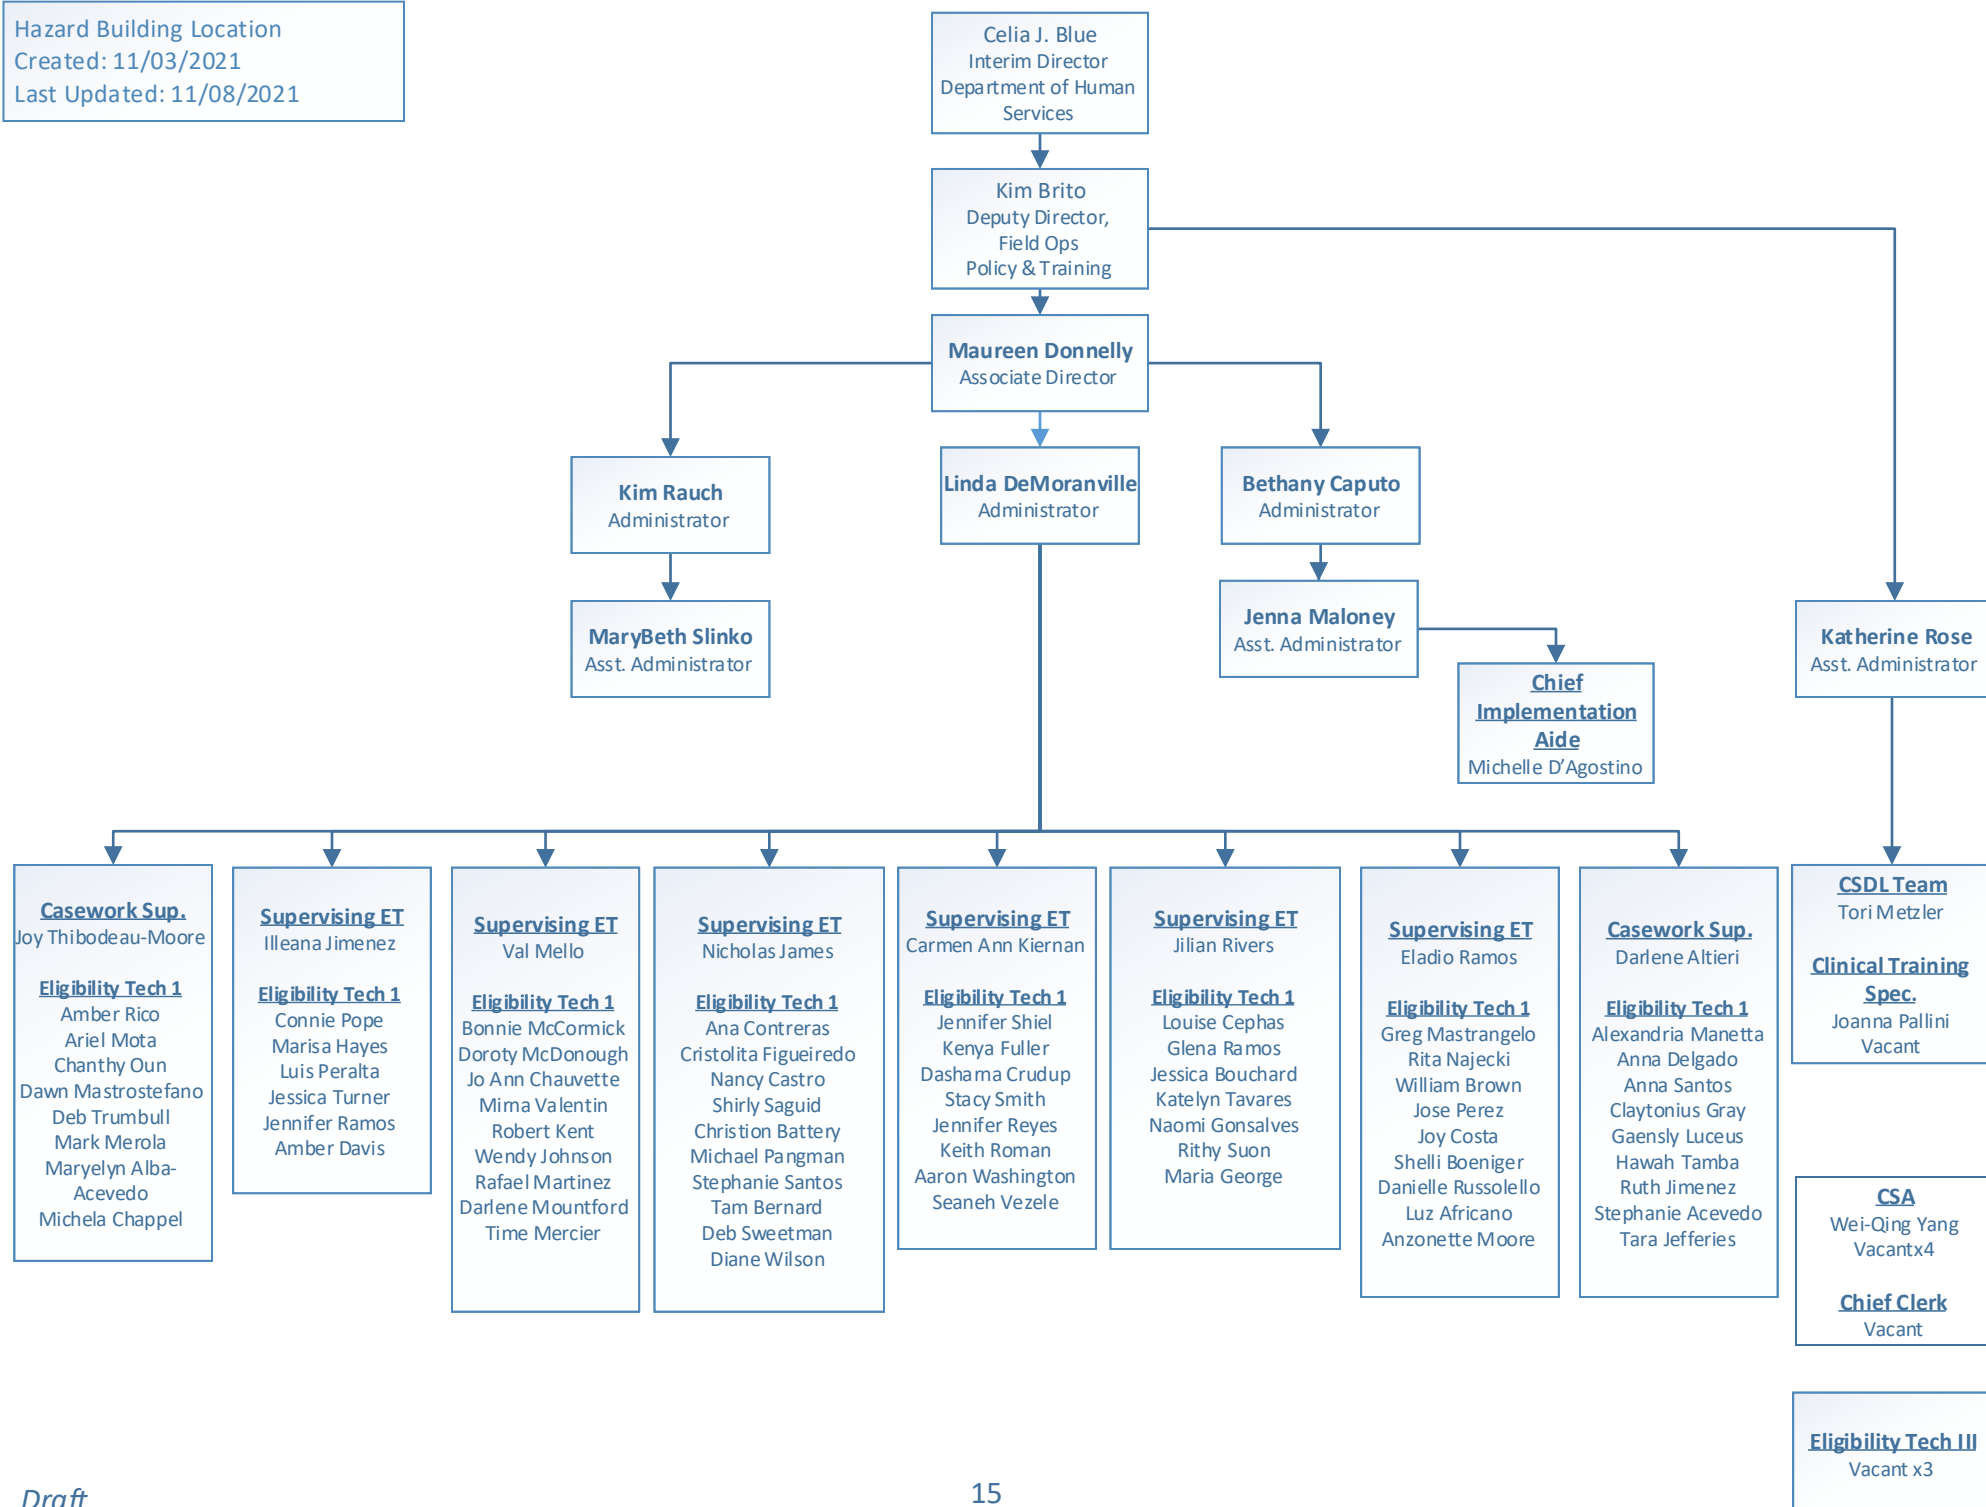 Hazard Building Location
Created: 11/03/2021
Last Updated: 11/08/2021
Celia J. Blue
Interim Director
Department of Human
Services
Kim Brito
Deputy Director,
Field Ops
Policy & Training
Maureen Donnelly
Associate Director
Kim Rauch
Administrator
Linda DeMoranville
Administrator
Bethany Caputo
Administrator
MaryBeth Slinko
Asst. Administrator
Jenna Maloney
Asst. Administrator
Chief
Implementation
Aide
Michelle D’Agostino
Katherine Rose
Asst. Administrator
Casework Sup.
Joy Thibodeau-Moore
Eligibility Tech 1
Amber Rico
Ariel Mota
Chanthy Oun
Dawn Mastrostefano
Deb Trumbull
Mark Merola
Maryelyn Alba-
Acevedo
Michela Chappel
Supervising ET
Illeana Jimenez
Eligibility Tech 1
Connie Pope
Marisa Hayes
Luis Peralta
Jessica Turner
Jennifer Ramos
Amber Davis
Supervising ET
Val Mello
Eligibility Tech 1
Bonnie McCormick
Doroty McDonough
Jo Ann Chauvette
Mirna Valentin
Robert Kent
Wendy Johnson
Rafael Martinez
Darlene Mountford
Time Mercier
Supervising ET
Nicholas James
Eligibility Tech 1
Ana Contreras
Cristolita Figueiredo
Nancy Castro
Shirly Saguid
Christion Battery
Michael Pangman
Stephanie Santos
Tam Bernard
Deb Sweetman
Diane Wilson
Supervising ET
Carmen Ann Kiernan
Eligibility Tech 1
Jennifer Shiel
Kenya Fuller
Dashama Crudup
Stacy Smith
Jennifer Reyes
Keith Roman
Aaron Washington
Seaneh Vezele
Supervising ET
Jilian Rivers
Eligibility Tech 1
Louise Cephas
Glena Ramos
Jessica Bouchard
Katelyn Tavares
Naomi Gonsalves
Rithy Suon
Maria George
Supervising ET
Eladio Ramos
Eligibility Tech 1
Greg Mastrangelo
Rita Najecki
William Brown
Jose Perez
Joy Costa
Shelli Boeniger
Danielle Russolello
Luz Africano
Anzonette Moore
Casework Sup.
Darlene Altieri
Eligibility Tech 1
Alexandria Manetta
Anna Delgado
Anna Santos
Claytonius Gray
Gaensly Luceus
Hawah Tamba
Ruth Jimenez
Stephanie Acevedo
Tara Jefferies
CSDL Team
Tori Metzler
Clinical Training
Spec.
Joanna Pallini
Vacant
CSA
Wei-Qing Yang
Vacantx4
Chief Clerk
Vacant
Eligibility Tech III
Vacant x3
Draft
15